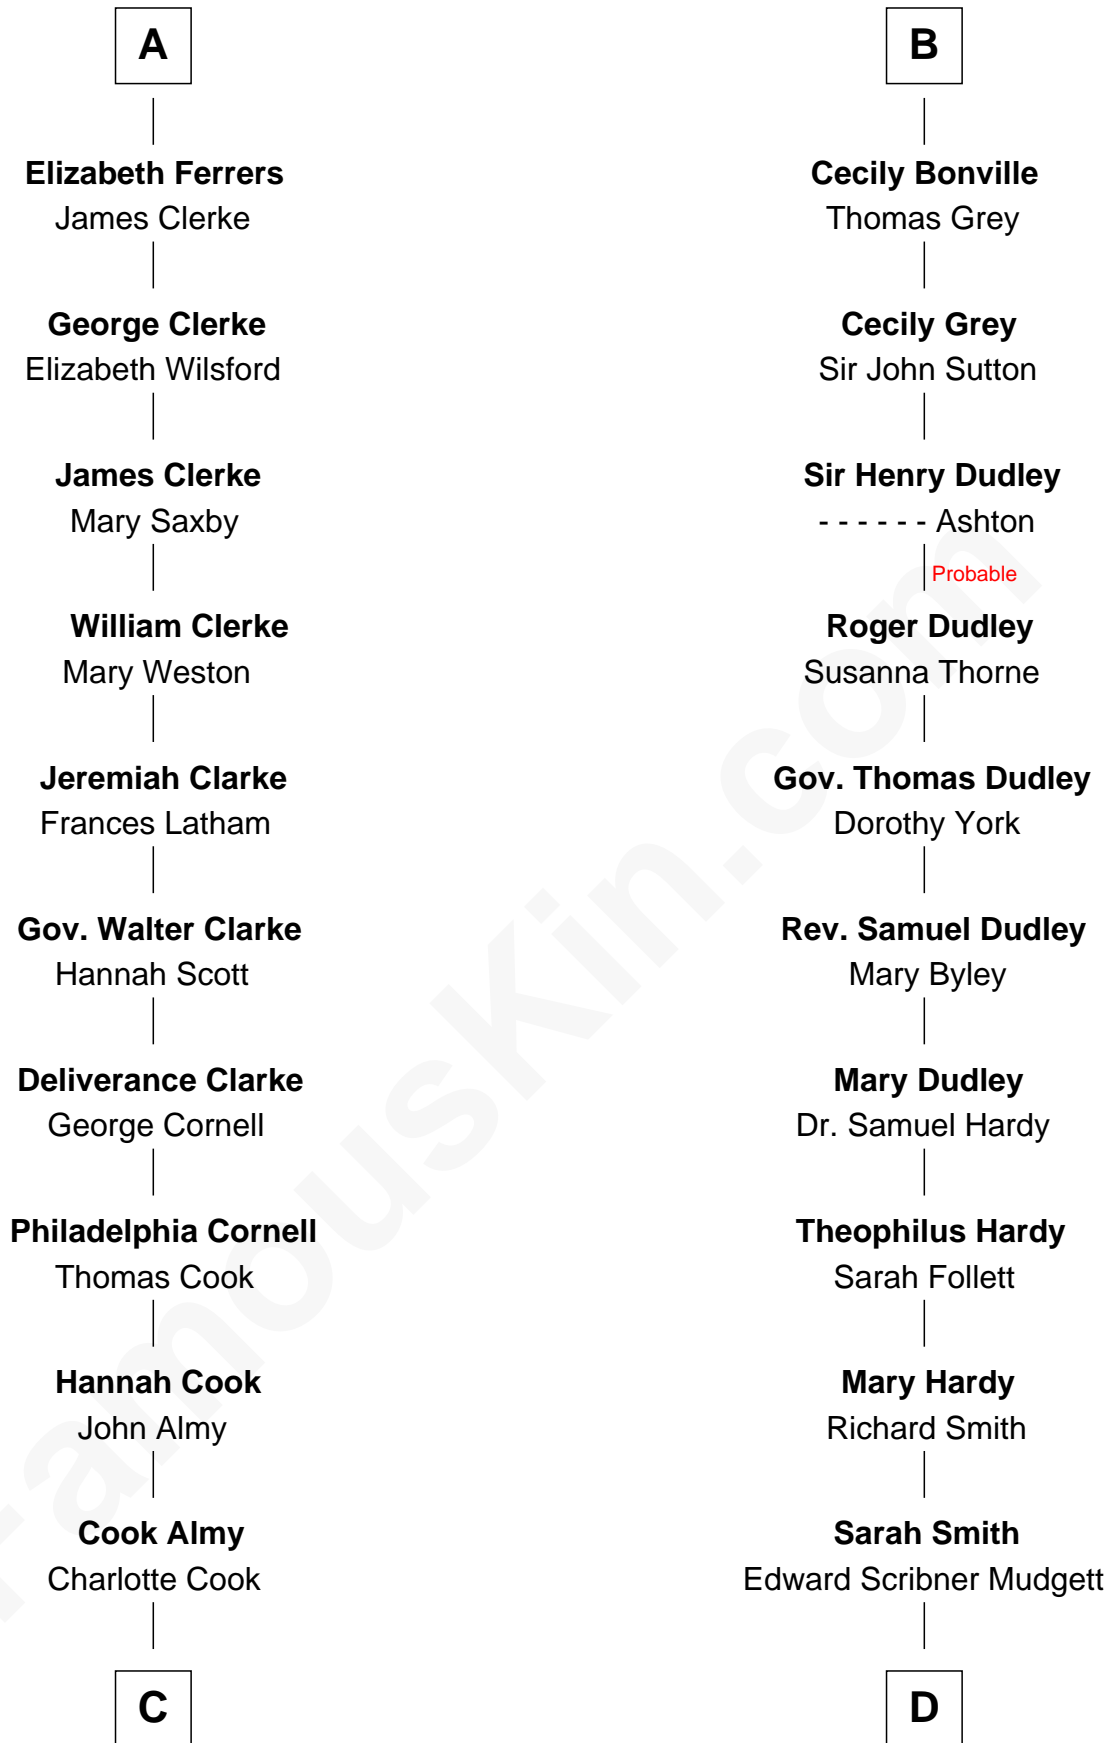 A
Elizabeth Ferrers
James Clerke
George Clerke
Elizabeth Wilsford
James Clerke
Mary Saxby
William Clerke
Mary Weston
Jeremiah Clarke
Frances Latham
Gov. Walter Clarke
Hannah Scott
Deliverance Clarke
George Cornell
Philadelphia Cornell
Thomas Cook
Hannah Cook
John Almy
Cook Almy
Charlotte Cook
C
B
Cecily Bonville
Thomas Grey
Cecily Grey
Sir John Sutton
Sir Henry Dudley
- - - - - - Ashton
Probable
Roger Dudley
Susanna Thorne
Gov. Thomas Dudley
Dorothy York
Rev. Samuel Dudley
Mary Byley
Mary Dudley
Dr. Samuel Hardy
Theophilus Hardy
Sarah Follett
Mary Hardy
Richard Smith
Sarah Smith
Edward Scribner Mudgett
D
FamousKin.com